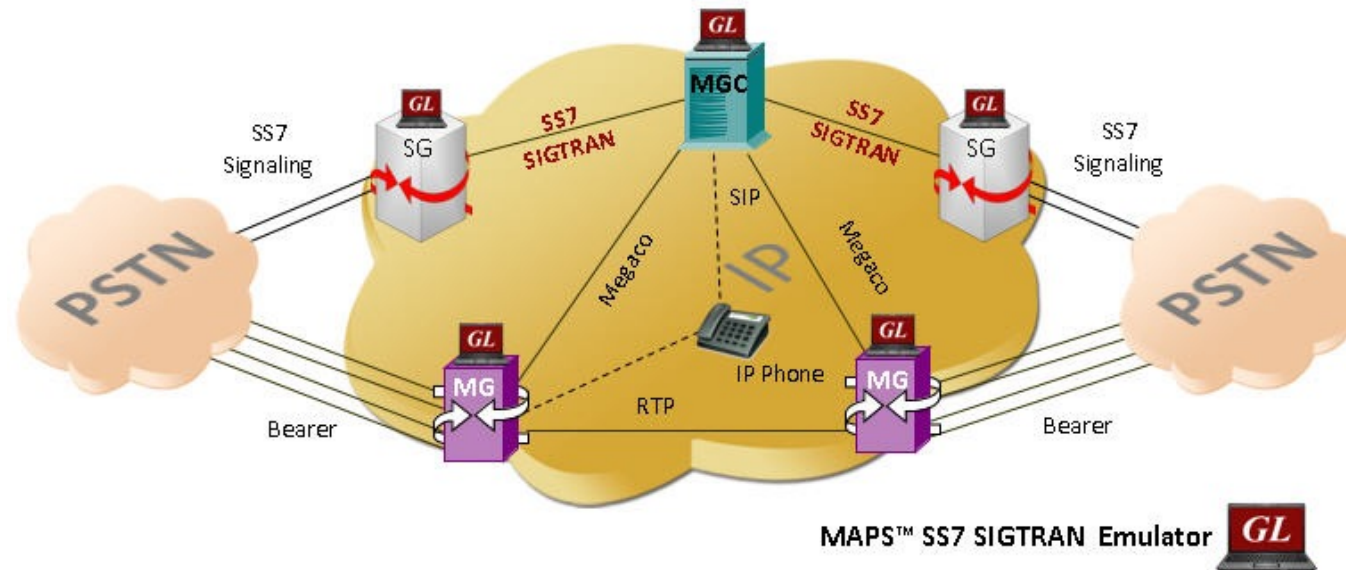 GL
MGC
GL
SG
SS7
Signaling
SS7
SIGTRAN
SS7
SIGTRAN
GL
SG
SS7
Signaling
SIP
PSTN
Megaco
IP
Megaco
PSTN
GL
MG
IP Phone
GL
MG
RTP
Bearer
Bearer
MAPS™ SS7 SIGTRAN Emulator
GL